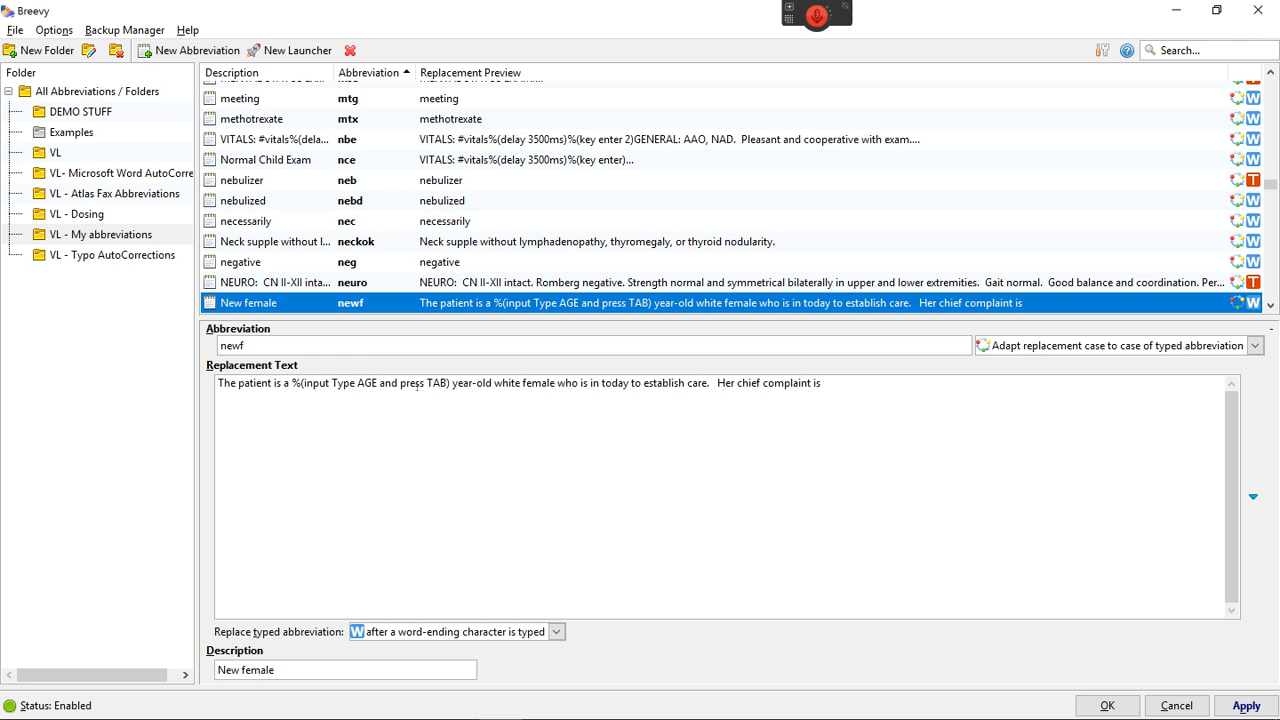 Breevy
File Options Backup Manager Help
New Folder New Abbreviation New Launcher Search...
Folder
All Abbreviations / Folders
DEMO STUFF
Examples
VL
VL- Microsoft Word AutoCorre
VL - Atlas Fax Abbreviations
VL - Dosing
VL - My abbreviations
VL - Typo AutoCorrections
Description Abbreviation Replacement Preview
meeting mtg meeting W
methotrexate mtx methotrexate W
VITALS: #vitals%(dela... nbe VITALS: #vitals%(delay 3500ms)%(key enter 2)GENERAL: AAO, NAD. Pleasant and cooperative with exam.... W
Normal Child Exam nce VITALS: #vitals%(delay 3500ms)%(key enter)... W
nebulizer neb nebulizer T
nebulized nebd nebulized W
necessarily nec necessarily W
Neck supple without l... neckok Neck supple without lymphadenopathy, thyromegaly, or thyroid nodularity. W
negative neg negative W
NEURO: CN II-XII inta... neuro NEURO: CN II-XII intact. Romberg negative. Strength normal and symmetrical bilaterally in upper and lower extremities. Gait normal. Good balance and coordination. Per... T
New female newf The patient is a %(input Type AGE and press TAB) year-old white female who is in today to establish care. Her chief complaint is W
Abbreviation
newf Adapt replacement case to case of typed abbreviation
Replacement Text
The patient is a %(input Type AGE and press TAB) year-old white female who is in today to establish care. Her chief complaint is
Replace typed abbreviation: W after a word-ending character is typed
Description
New female
Status: Enabled OK Cancel Apply